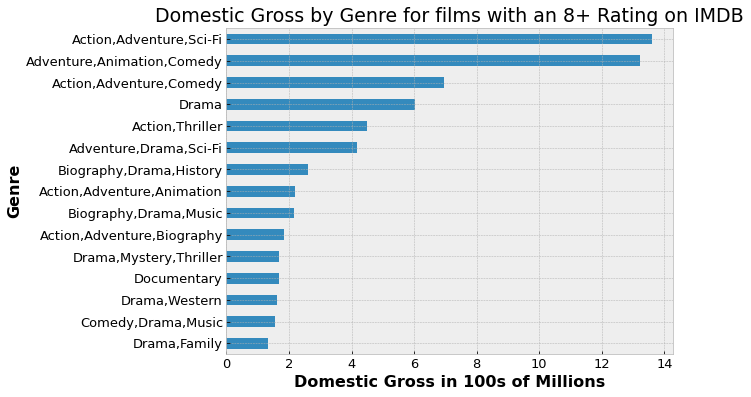 Domestic Gross by Genre for films with an 8+ Rating on IMDB
Action,Adventure,Sci-Fi
Adventure,Animation,Comedy
Action,Adventure,Comedy
Drama
Action,Thriller
Adventure,Drama,Sci-Fi
Biography,Drama,History
Action,Adventure,Animation
Biography,Drama,Music
Action,Adventure,Biography
Drama,Mystery,Thriller
Documentary
Drama,Western
Comedy,Drama,Music
Drama,Family
Genre
0 2 4 6 8 10 12 14
Domestic Gross in 100s of Millions